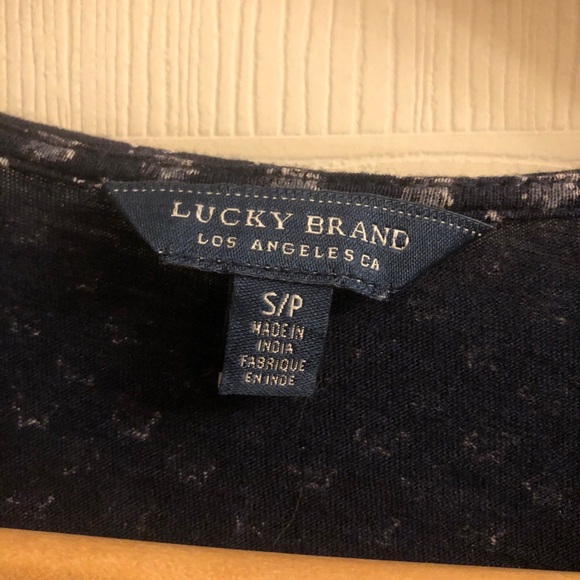 LUCKY BRAND
LOS ANGELES CA
S/P
MADE IN
INDIA
FABRIQUE
EN INDE